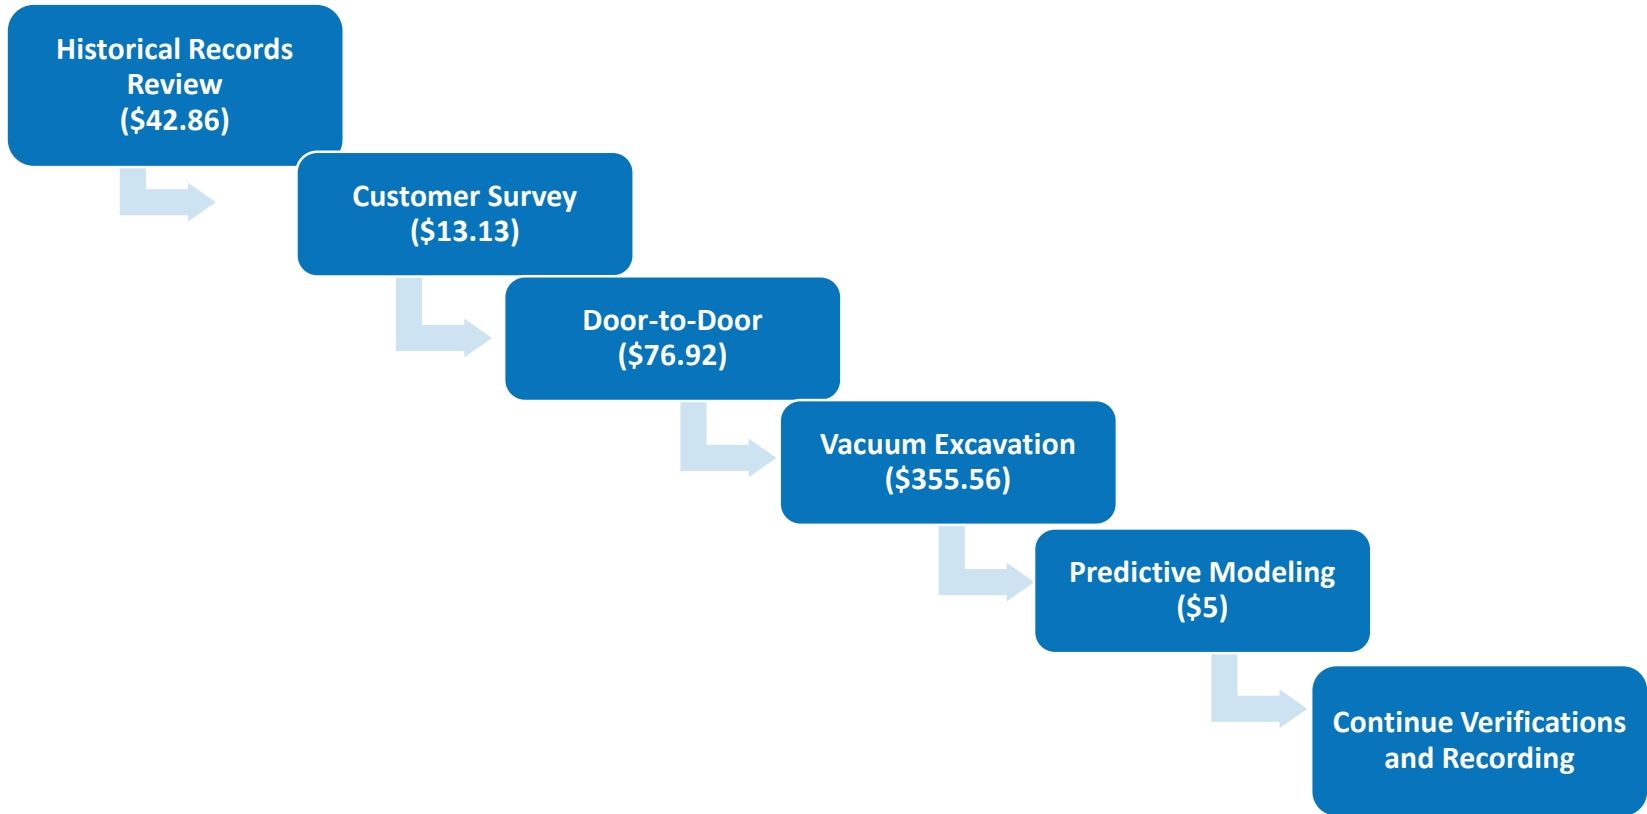 Historical Records
Review
($42.86)
Customer Survey
($13.13)
Door-to-Door
($76.92)
Vacuum Excavation
($355.56)
Predictive Modeling
($5)
Continue Verifications
and Recording